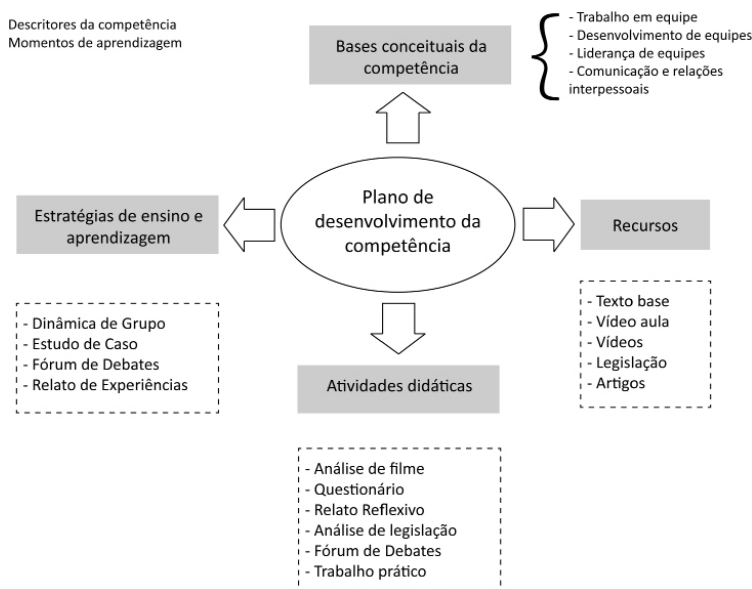 Descritores da competência
Momentos de aprendizagem
Bases conceituais da
competência
- Trabalho em equipe
- Desenvolvimento de equipes
- Liderança de equipes
- Comunicação e relações
interpessoais
Plano de
desenvolvimento da
competência
Estratégias de ensino e
aprendizagem
- Dinâmica de Grupo
- Estudo de Caso
- Fórum de Debates
- Relato de Experiências
Recursos
- Texto base
- Vídeo aula
- Vídeos
- Legislação
- Artigos
Atividades didáticas
- Análise de filme
- Questionário
- Relato Reflexivo
- Análise de legislação
- Fórum de Debates
- Trabalho prático